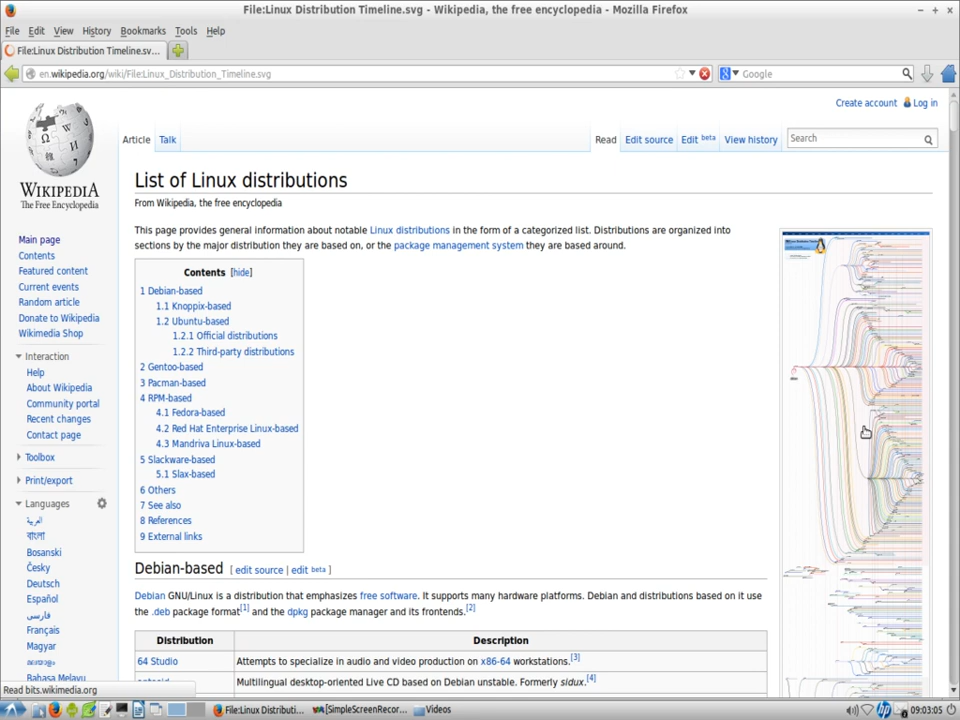 File:Linux Distribution Timeline.svg - Wikipedia, the free encyclopedia - Mozilla Firefox
File Edit View History Bookmarks Tools Help
File:Linux Distribution Timeline.sv...
en.wikipedia.org/wiki/File:Linux_Distribution_Timeline.svg
Google
Create account Log in
Article Talk Read Edit source Edit beta View history Search
WIKIPEDIA
The Free Encyclopedia
Main page
Contents
Featured content
Current events
Random article
Donate to Wikipedia
Wikimedia Shop
Interaction
Help
About Wikipedia
Community portal
Recent changes
Contact page
Toolbox
Print/export
Languages
العربية
বাংলা
Bosanski
Česky
Deutsch
Español
فارسی
Français
Magyar
മലയാളം
Bahasa Melayu
List of Linux distributions
From Wikipedia, the free encyclopedia
This page provides general information about notable Linux distributions in the form of a categorized list. Distributions are organized into
sections by the major distribution they are based on, or the package management system they are based around.
Contents [hide]
1 Debian-based
1.1 Knoppix-based
1.2 Ubuntu-based
1.2.1 Official distributions
1.2.2 Third-party distributions
2 Gentoo-based
3 Pacman-based
4 RPM-based
4.1 Fedora-based
4.2 Red Hat Enterprise Linux-based
4.3 Mandriva Linux-based
5 Slackware-based
5.1 Slax-based
6 Others
7 See also
8 References
9 External links
Debian-based [ edit source | edit beta ]
Debian GNU/Linux is a distribution that emphasizes free software. It supports many hardware platforms. Debian and distributions based on it use
the .deb package format[1] and the dpkg package manager and its frontends.[2]
Distribution Description
64 Studio Attempts to specialize in audio and video production on x86-64 workstations.[3]
Multilingual desktop-oriented Live CD based on Debian unstable. Formerly sidux.[4]
Read bits.wikimedia.org
File:Linux Distributi... [SimpleScreenRecor... Videos
09:03:05